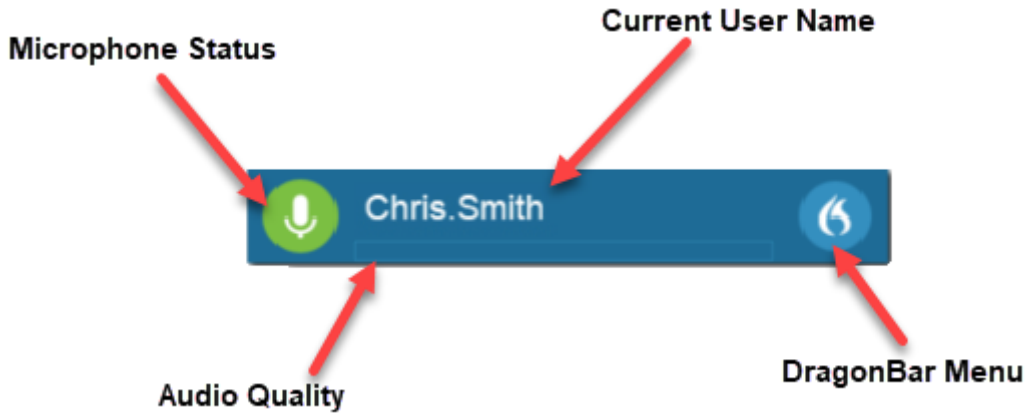 Current User Name
Microphone Status
Chris.Smith
DragonBar Menu
Audio Quality